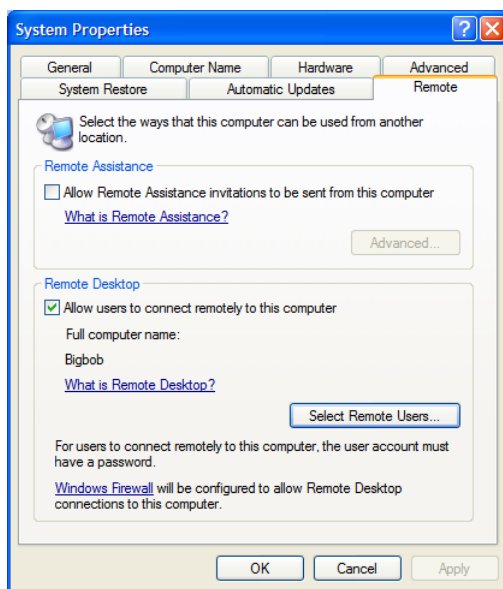 System Properties
General
Computer Name
Hardware
Advanced
System Restore
Automatic Updates
Remote
Select the ways that this computer can be used from another
location.
Remote Assistance
Allow Remote Assistance invitations to be sent from this computer
What is Remote Assistance?
Advanced...
Remote Desktop
Allow users to connect remotely to this computer
Full computer name:
Bigbob
What is Remote Desktop?
Select Remote Users...
For users to connect remotely to this computer, the user account must
have a password.
Windows Firewall will be configured to allow Remote Desktop
connections to this computer.
OK
Cancel
Apply